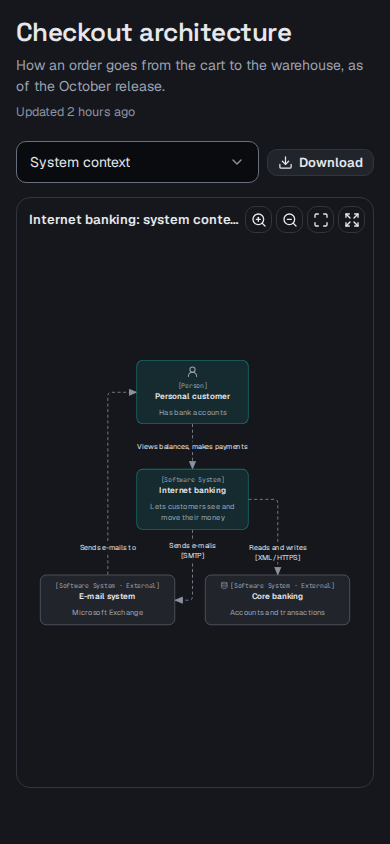 Checkout architecture
How an order goes from the cart to the warehouse, as
of the October release.
Updated 2 hours ago
System context
Download
Internet banking: system conte...
[Person]
Personal customer
Has bank accounts
Views balances, makes payments
[Software System]
Internet banking
Lets customers see and
move their money
Sends e-mails to
Sends e-mails
[SMTP]
Reads and writes
[XML/HTTPS]
[Software System · External]
E-mail system
Microsoft Exchange
[Software System · External]
Core banking
Accounts and transactions